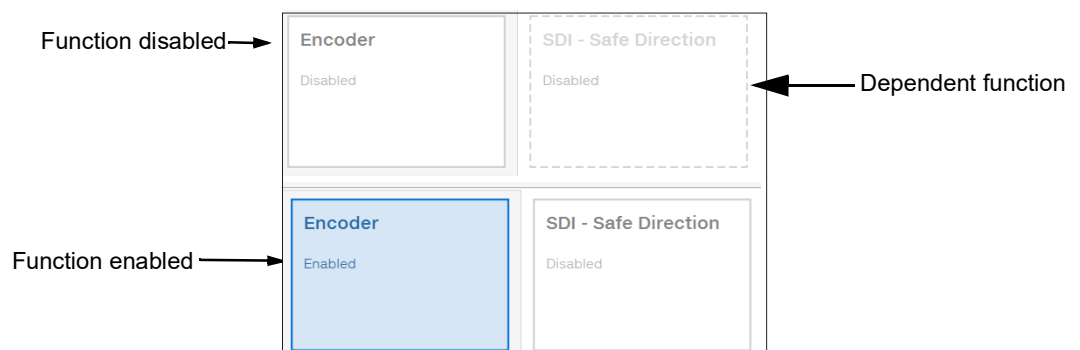 Function disabled
Encoder
SDI - Safe Direction
Disabled
Disabled
Dependent function
Encoder
SDI - Safe Direction
Function enabled
Enabled
Disabled